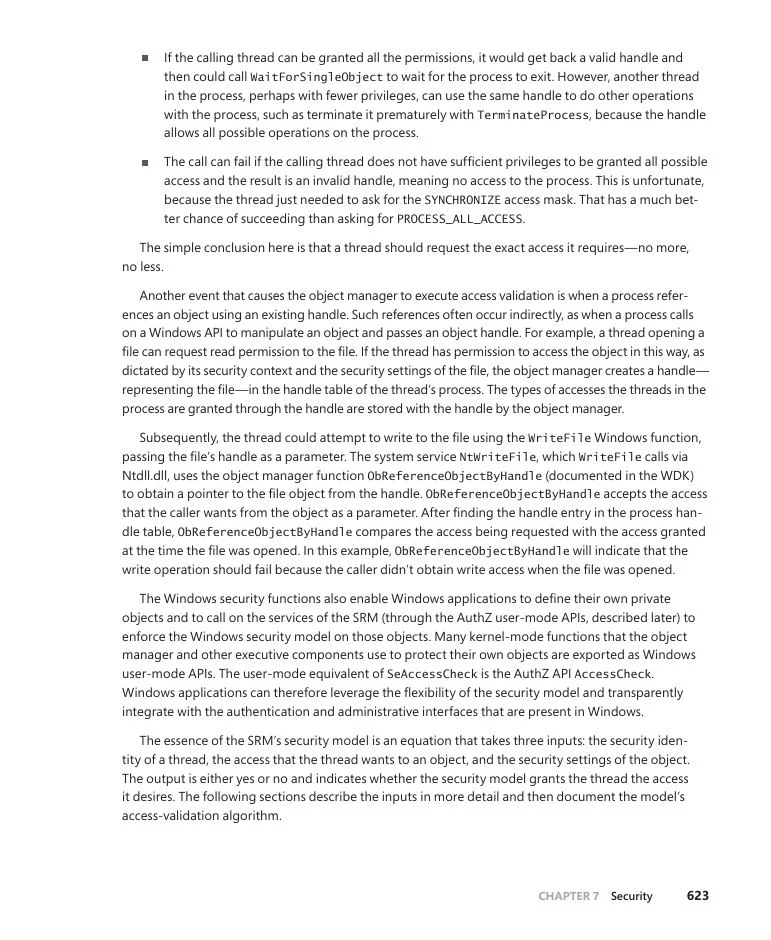 ■ If the calling thread can be granted all the permissions, it would get back a valid handle and
then could call WaitForSingleObject to wait for the process to exit. However, another thread
in the process, perhaps with fewer privileges, can use the same handle to do other operations
with the process, such as terminate it prematurely with TerminateProcess, because the handle
allows all possible operations on the process.
■ The call can fail if the calling thread does not have sufficient privileges to be granted all possible
access and the result is an invalid handle, meaning no access to the process. This is unfortunate,
because the thread just needed to ask for the SYNCHRONIZE access mask. That has a much bet-
ter chance of succeeding than asking for PROCESS_ALL_ACCESS.
The simple conclusion here is that a thread should request the exact access it requires—no more,
no less.
Another event that causes the object manager to execute access validation is when a process refer-
ences an object using an existing handle. Such references often occur indirectly, as when a process calls
on a Windows API to manipulate an object and passes an object handle. For example, a thread opening a
file can request read permission to the file. If the thread has permission to access the object in this way, as
dictated by its security context and the security settings of the file, the object manager creates a handle—
representing the file—in the handle table of the thread's process. The types of accesses the threads in the
process are granted through the handle are stored with the handle by the object manager.
Subsequently, the thread could attempt to write to the file using the WriteFile Windows function,
passing the file's handle as a parameter. The system service NtWriteFile, which WriteFile calls via
Ntdll.dll, uses the object manager function ObReferenceObjectByHandle (documented in the WDK)
to obtain a pointer to the file object from the handle. ObReferenceObjectByHandle accepts the access
that the caller wants from the object as a parameter. After finding the handle entry in the process han-
dle table, ObReferenceObjectByHandle compares the access being requested with the access granted
at the time the file was opened. In this example, ObReferenceObjectByHandle will indicate that the
write operation should fail because the caller didn't obtain write access when the file was opened.
The Windows security functions also enable Windows applications to define their own private
objects and to call on the services of the SRM (through the AuthZ user-mode APIs, described later) to
enforce the Windows security model on those objects. Many kernel-mode functions that the object
manager and other executive components use to protect their own objects are exported as Windows
user-mode APIs. The user-mode equivalent of SeAccessCheck is the AuthZ API AccessCheck.
Windows applications can therefore leverage the flexibility of the security model and transparently
integrate with the authentication and administrative interfaces that are present in Windows.
The essence of the SRM's security model is an equation that takes three inputs: the security iden-
tity of a thread, the access that the thread wants to an object, and the security settings of the object.
The output is either yes or no and indicates whether the security model grants the thread the access
it desires. The following sections describe the inputs in more detail and then document the model's
access-validation algorithm.
CHAPTER 7 Security 623